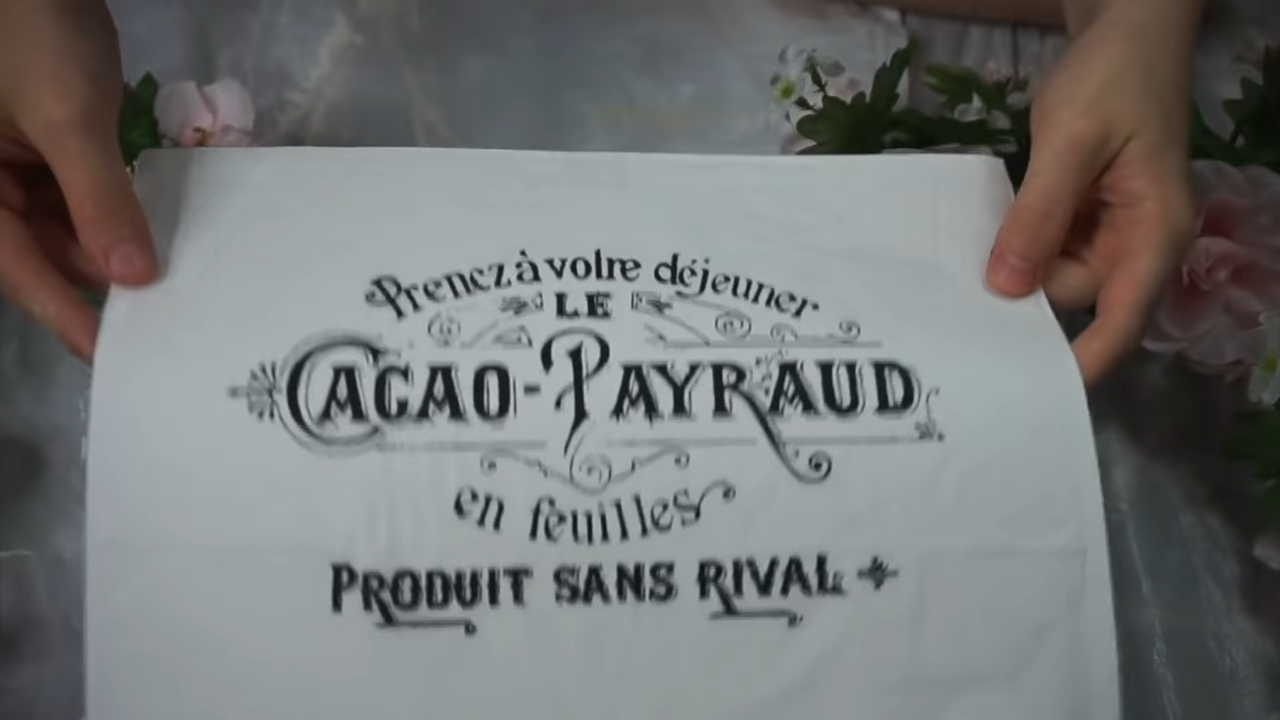 Prenez à votre déjeuner
LE
CACAO-PAYRAUD
en feuilles
PRODUIT SANS RIVAL